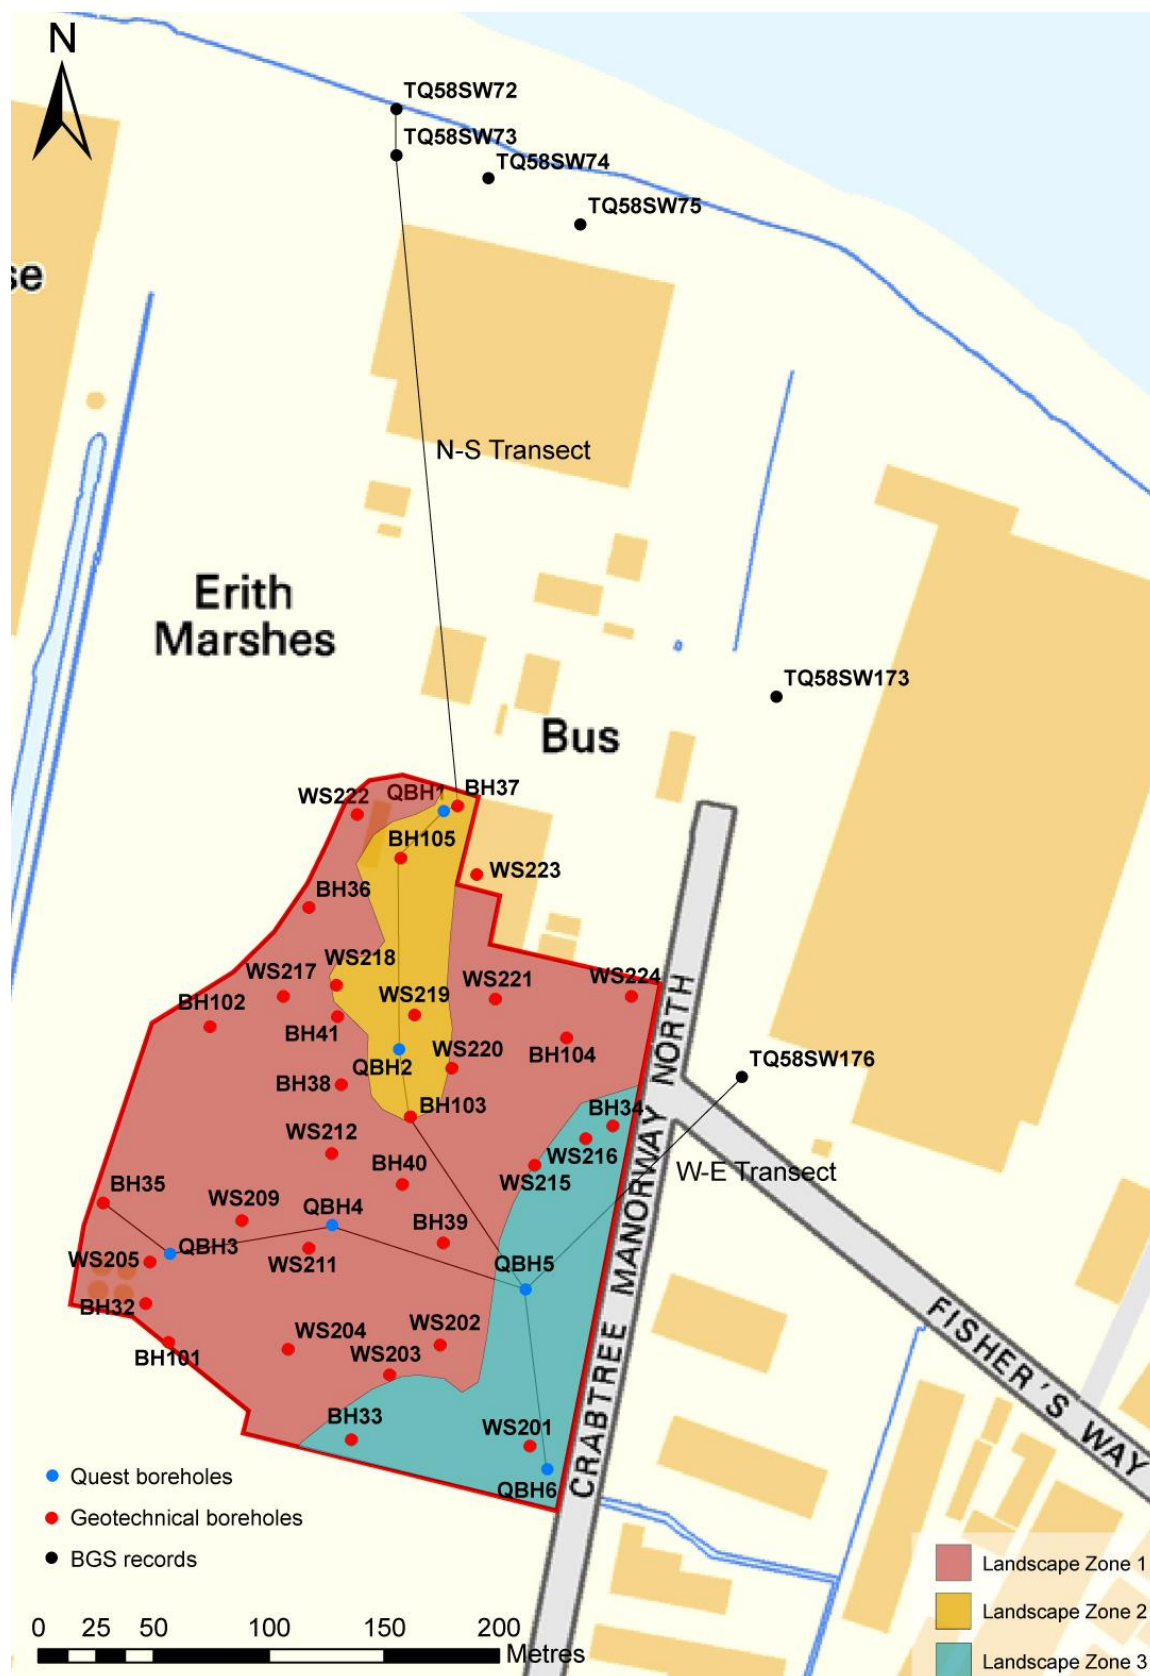 N
TQ58SW72
TQ58SW73
TQ58SW74
TQ58SW75
se
N-S Transect
Erith
Marshes
TQ58SW173
Bus
QBH1
BH37
WS222
BH105
WS223
BH36
WS218
WS217
WS221
WS224
BH102
WS219
BH41
BH104
QBH2
WS220
TQ58SW176
BH38
BH103
BH34
WS212
WS216
BH40
W-E Transect
WS215
BH35
WS209
QBH4
BH39
QBH3
WS205
WS211
QBH5
BH32
WS202
WS204
BH101
WS203
BH33
WS201
QBH6
CRABTREE MANORWAY NORTH
FISHER'S WAY
Quest boreholes
Geotechnical boreholes
BGS records
Landscape Zone 1
Landscape Zone 2
Landscape Zone 3
0 25 50 100 150 200
Metres